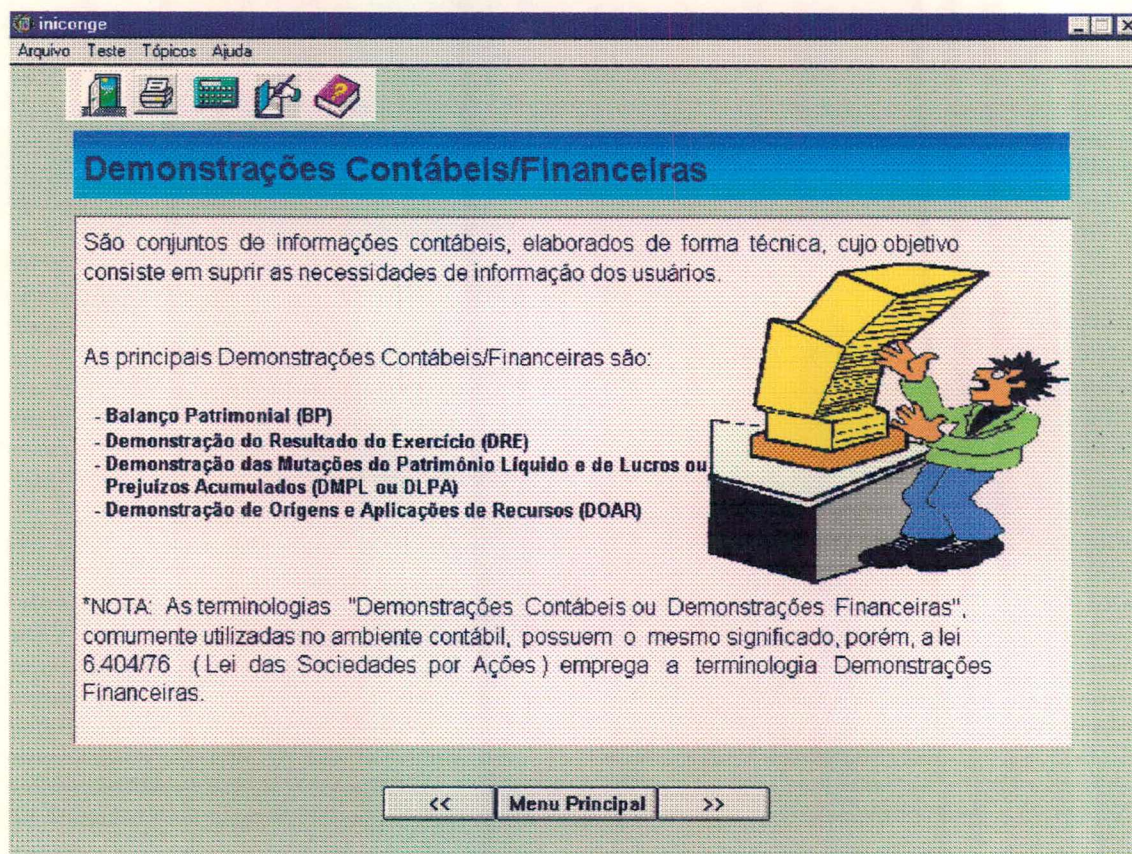 iniconge
Arquivo Teste Tópicos Ajuda
Demonstrações Contábeis/Financeiras
São conjuntos de informações contábeis, elaborados de forma técnica, cujo objetivo
consiste em suprir as necessidades de informação dos usuários.
As principais Demonstrações Contábeis/Financeiras são:
- Balanço Patrimonial (BP)
- Demonstração do Resultado do Exercício (DRE)
- Demonstração das Mutações do Patrimônio Líquido e de Lucros ou
Prejuízos Acumulados (DMPL ou DLPA)
- Demonstração de Origens e Aplicações de Recursos (DOAR)
*NOTA: As terminologias "Demonstrações Contábeis ou Demonstrações Financeiras",
comumente utilizadas no ambiente contábil, possuem o mesmo significado, porém, a lei
6.404/76 ( Lei das Sociedades por Ações ) emprega a terminologia Demonstrações
Financeiras.
<< Menu Principal >>